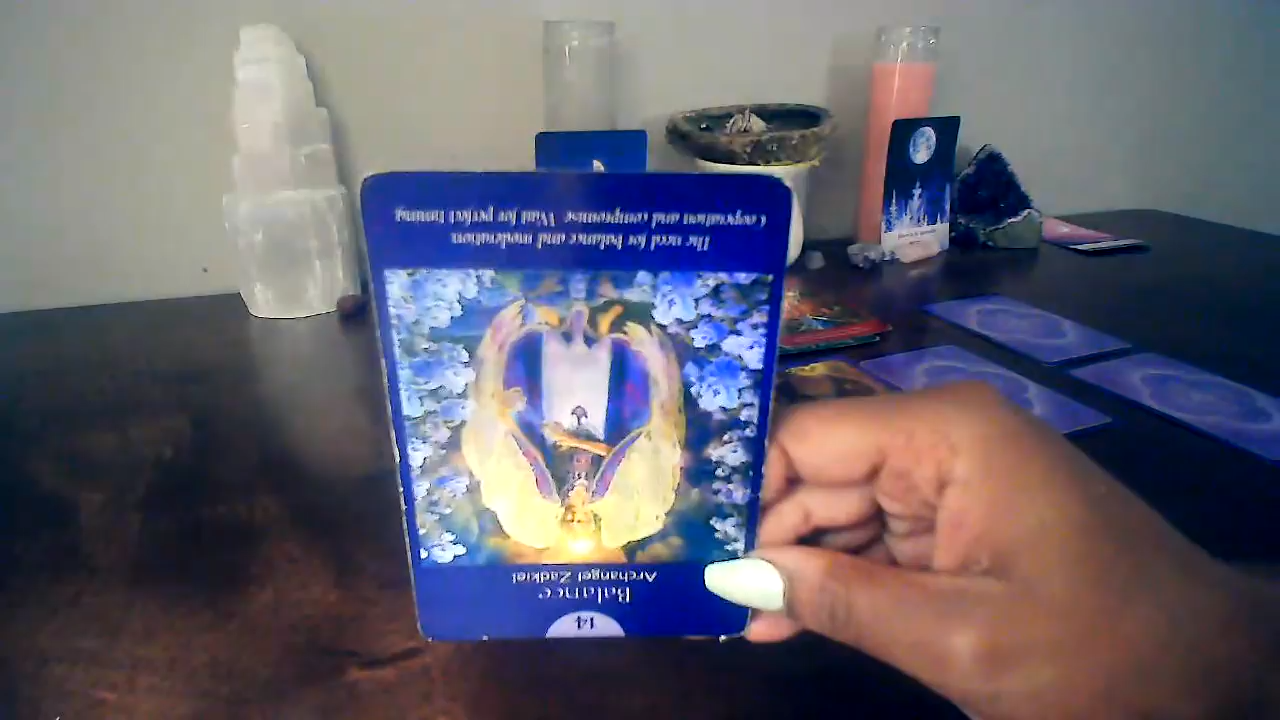 14
Balance
Archangel Zadkiel
The need for balance and moderation
Cooperation and compromise Wait for perfect timing